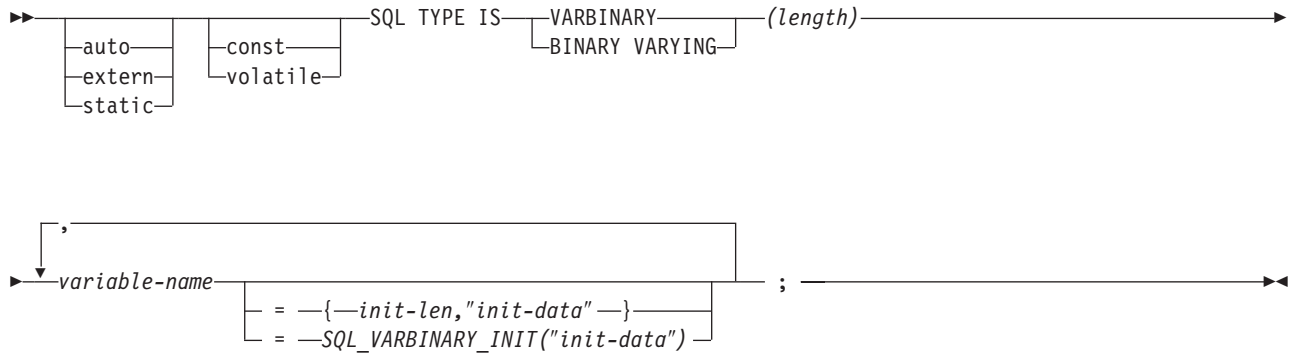 SQL TYPE IS VARBINARY (length)
auto const BINARY VARYING
extern volatile
static
,
variable-name ;
= { init-len,"init-data" }
= SQL_VARBINARY_INIT("init-data")